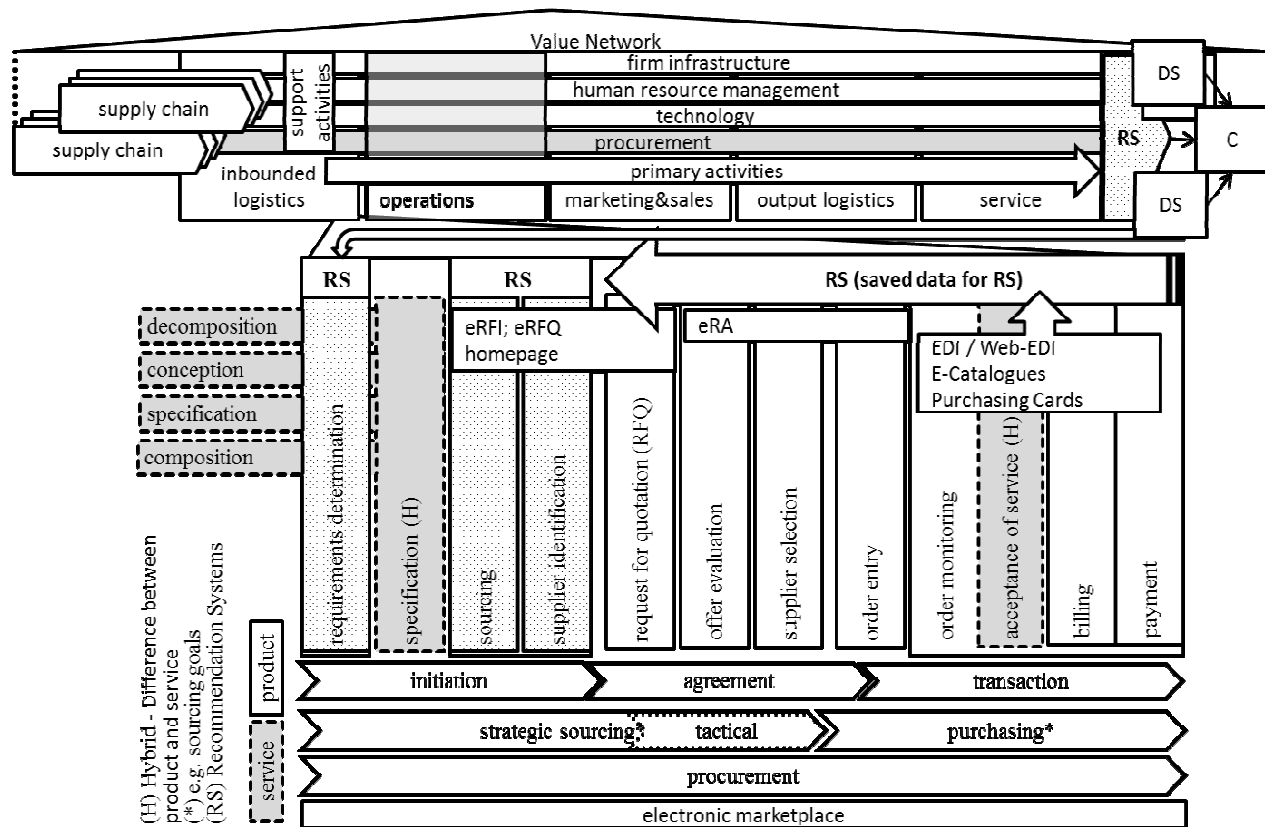 Value Network
firm infrastructure
human resource management
technology
procurement
primary activities
support
activities
supply chain
supply chain
inbounded
logistics
operations
marketing&sales
output logistics
service
RS
DS
C
DS
RS
RS
RS (saved data for RS)
decomposition
conception
specification
composition
eRFI; eRFQ
homepage
eRA
EDI / Web-EDI
E-Catalogues
Purchasing Cards
requirements determination
specification (H)
sourcing
supplier identification
request for quotation (RFQ)
offer evaluation
supplier selection
order entry
order monitoring
acceptance of service (H)
billing
payment
(H) Hybrid - Difference between
product and service
(*) e.g. sourcing goals
(RS) Recommendation Systems
product
service
initiation
agreement
transaction
strategic sourcing*
tactical
purchasing*
procurement
electronic marketplace